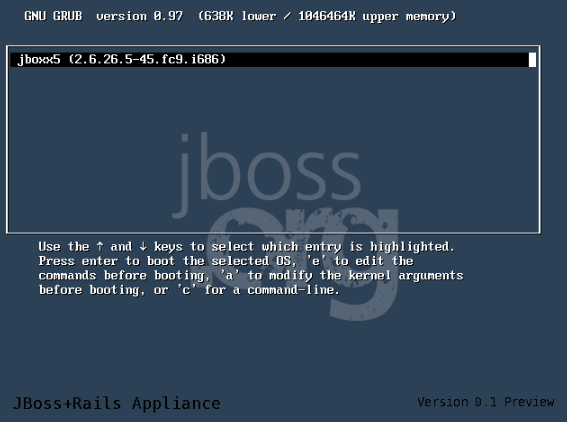 GNU GRUB  version 0.97  (638K lower / 1046464K upper memory)
jboxx5 (2.6.26.5-45.fc9.i686)
jboss
org
Use the ↑ and ↓ keys to select which entry is highlighted.
Press enter to boot the selected OS, 'e' to edit the
commands before booting, 'a' to modify the kernel arguments
before booting, or 'c' for a command-line.
JBoss+Rails Appliance
Version 0.1 Preview